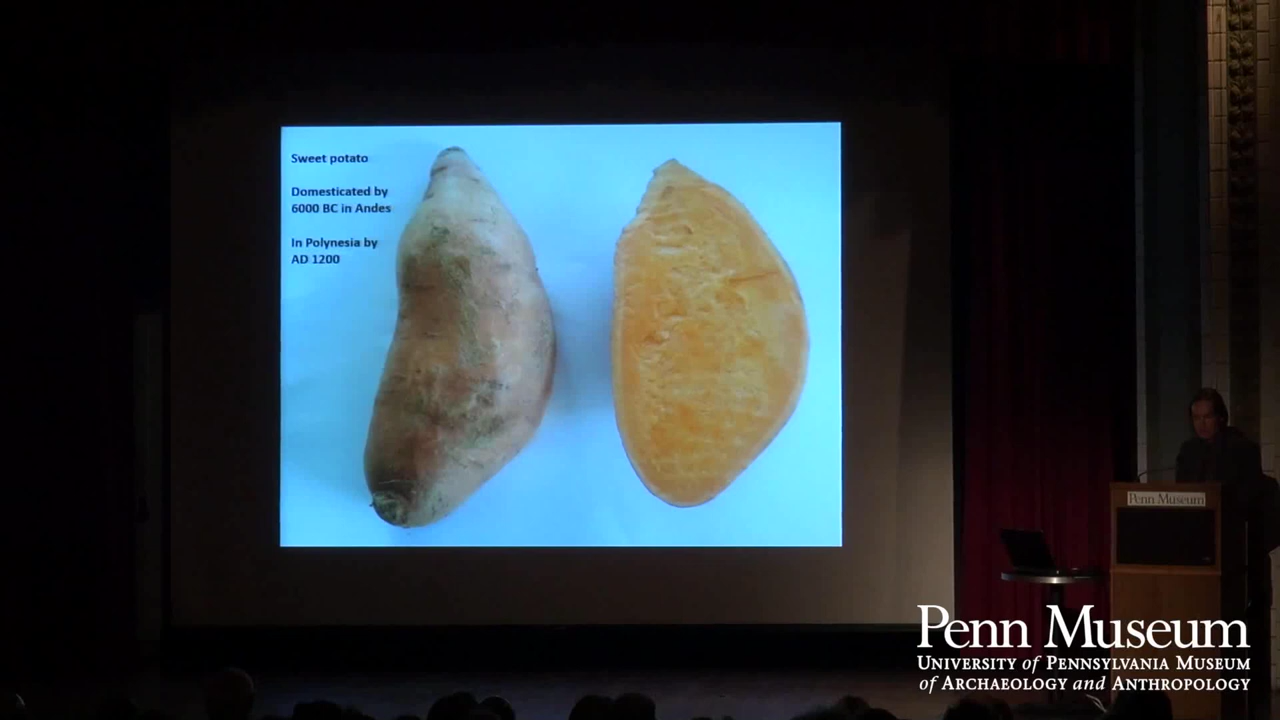 Sweet potato
Domesticated by
6000 BC in Andes
In Polynesia by
AD 1200
Penn Museum
Penn Museum
UNIVERSITY of PENNSYLVANIA MUSEUM
of ARCHAEOLOGY and ANTHROPOLOGY